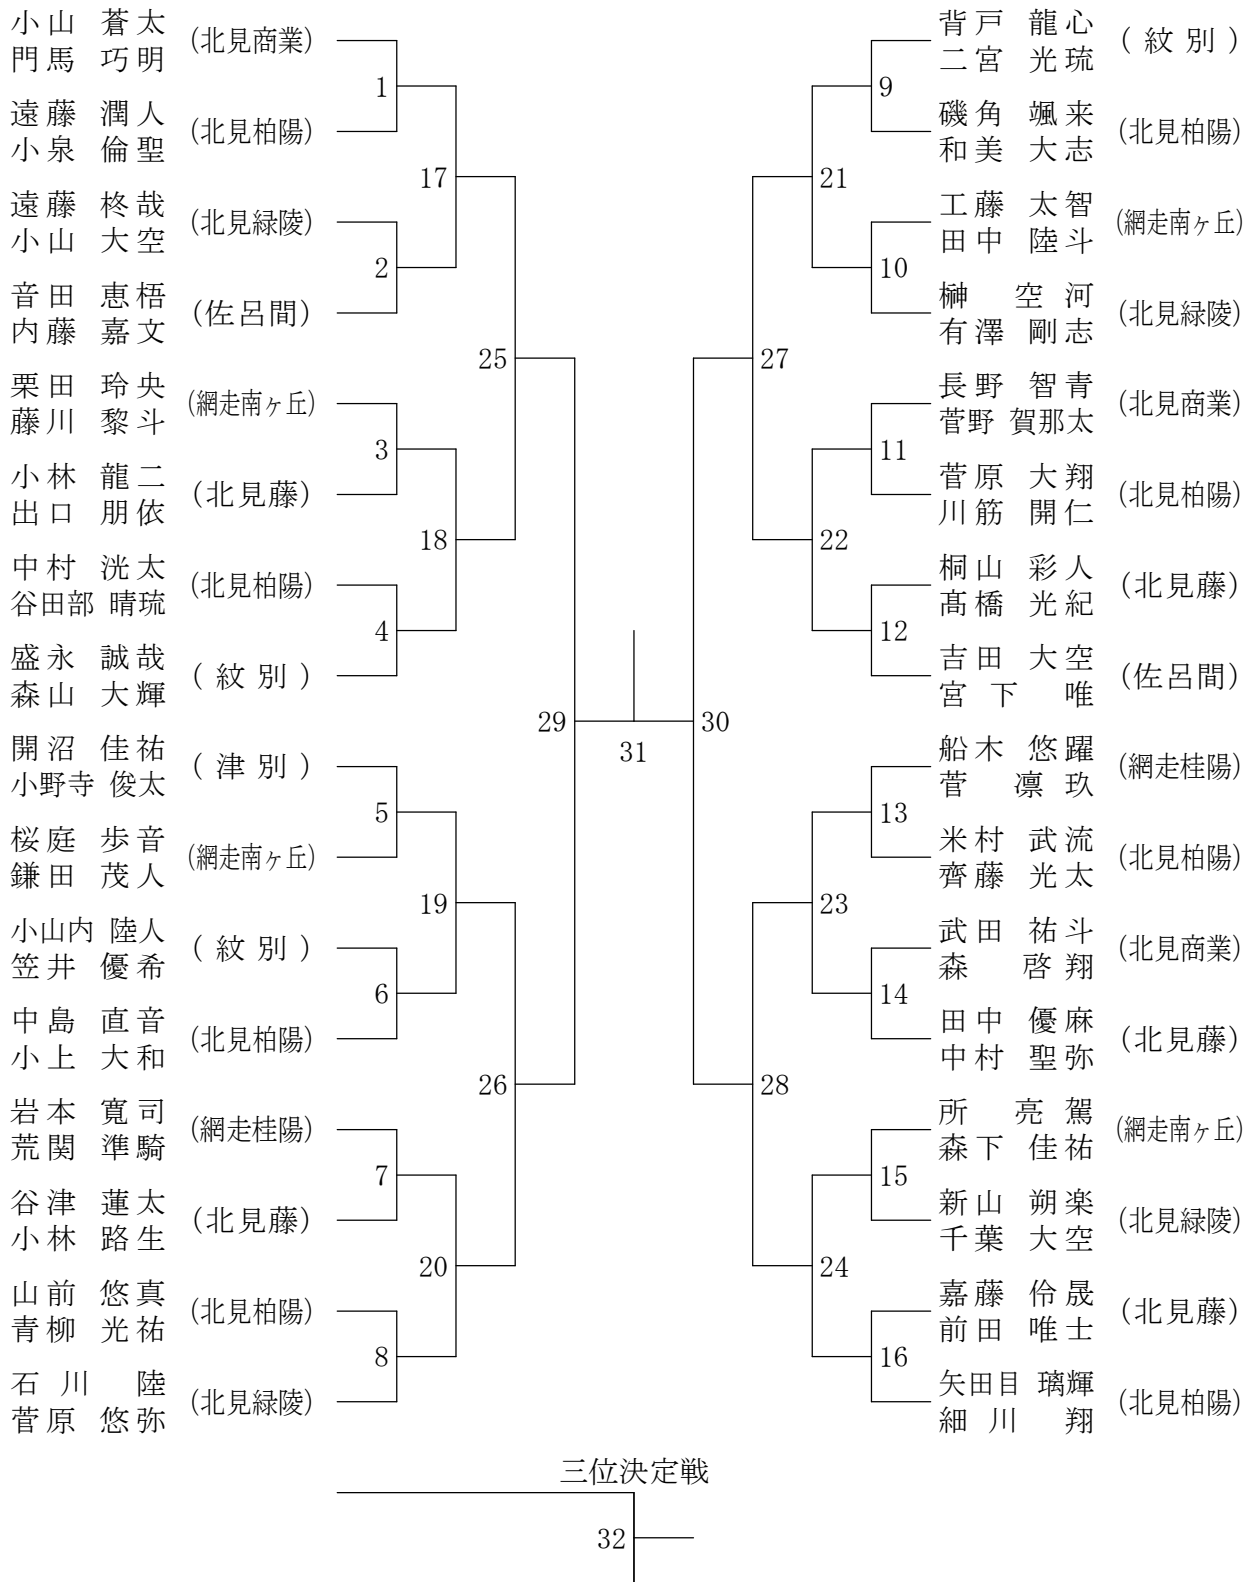 小山 蒼太 (北見商業)
門馬 巧明
1
遠藤 潤人 (北見柏陽)
小泉 倫聖
17
遠藤 柊哉 (北見緑陵)
小山 大空
2
音田 恵梧 (佐呂間)
内藤 嘉文
25
栗田 玲央 (網走南ヶ丘)
藤川 黎斗
3
小林 龍二 (北見藤)
出口 朋依
18
中村 洸太 (北見柏陽)
谷田部 晴琉
4
盛永 誠哉 (紋別)
森山 大輝
29
開沼 佳祐 (津別)
小野寺 俊太
5
桜庭 歩音 (網走南ヶ丘)
鎌田 茂人
19
小山内 陸人 (紋別)
笠井 優希
6
中島 直音 (北見柏陽)
小上 大和
26
岩本 寛司 (網走桂陽)
荒関 準騎
7
谷津 蓮太 (北見藤)
小林 路生
20
山前 悠真 (北見柏陽)
青柳 光祐
8
石川 陸 (北見緑陵)
菅原 悠弥
31
背戸 龍心 (紋別)
二宮 光琉
9
磯角 颯来 (北見柏陽)
和美 大志
21
工藤 太智 (網走南ヶ丘)
田中 陸斗
10
榊 空河 (北見緑陵)
有澤 剛志
27
長野 智青 (北見商業)
菅野 賀那太
11
菅原 大翔 (北見柏陽)
川筋 開仁
22
桐山 彩人 (北見藤)
髙橋 光紀
12
吉田 大空 (佐呂間)
宮下 唯
30
船木 悠躍 (網走桂陽)
菅 凛玖
13
米村 武流 (北見柏陽)
齊藤 光太
23
武田 祐斗 (北見商業)
森 啓翔
14
田中 優麻 (北見藤)
中村 聖弥
28
所 亮駕 (網走南ヶ丘)
森下 佳祐
15
新山 朔楽 (北見緑陵)
千葉 大空
24
嘉藤 伶晟 (北見藤)
前田 唯士
16
矢田目 璃輝 (北見柏陽)
細川 翔
三位決定戦
32